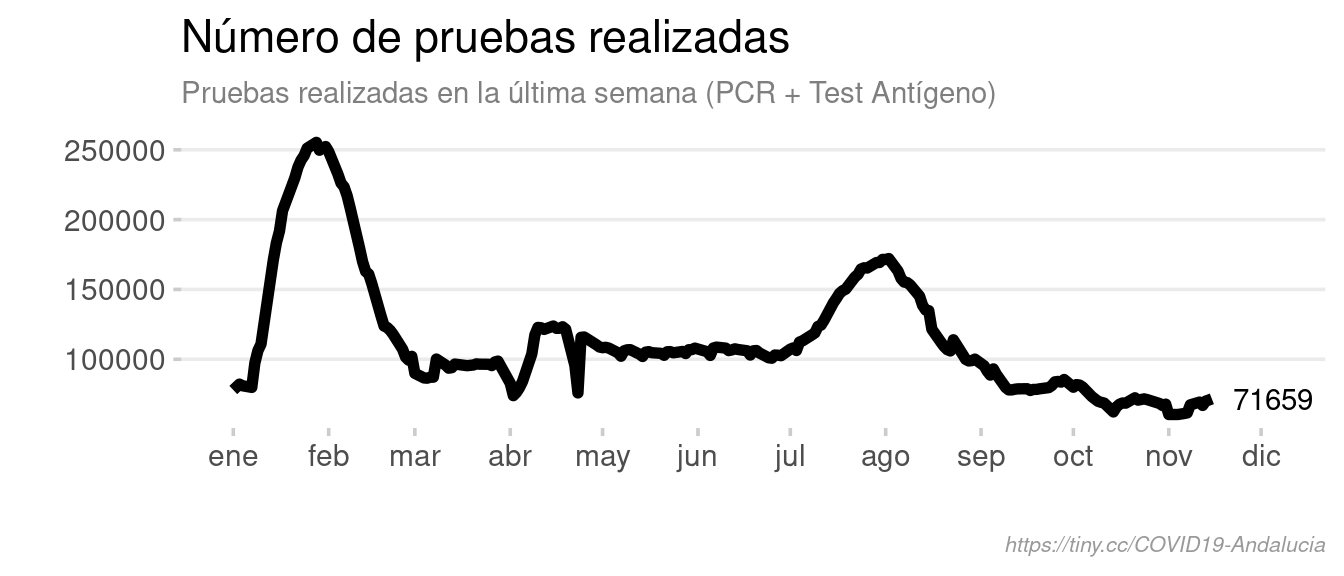 Número de pruebas realizadas
Pruebas realizadas en la última semana (PCR + Test Antígeno)
250000
200000
150000
100000
71659
ene feb mar abr may jun jul ago sep oct nov dic
https://tiny.cc/COVID19-Andalucia